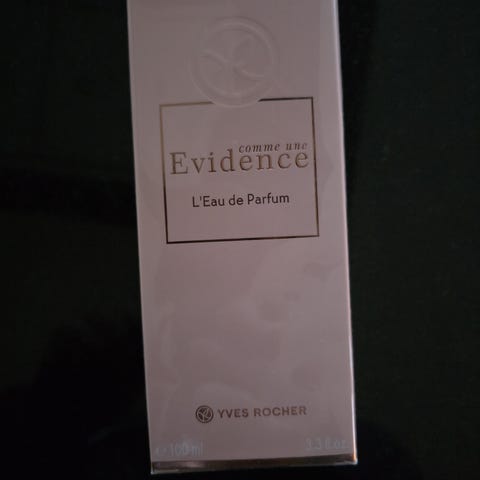 comme une
Evidence
L'Eau de Parfum
YVES ROCHER
100 ml 3.3 fl.oz.